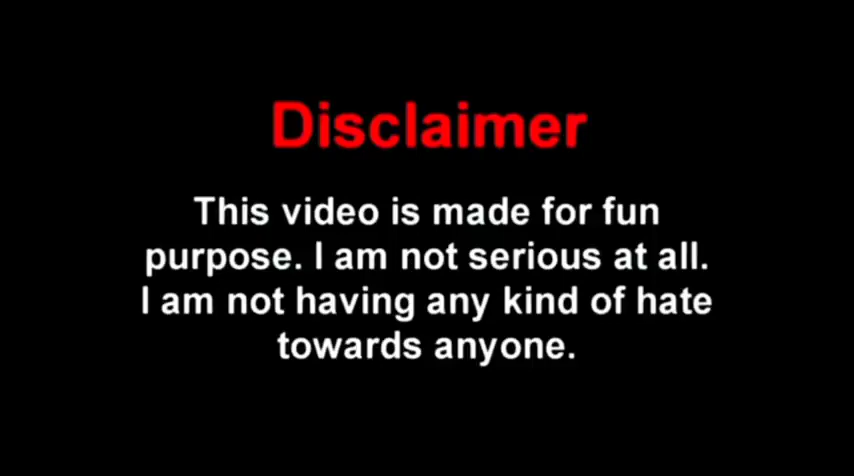 Disclaimer
This video is made for fun
purpose. I am not serious at all.
I am not having any kind of hate
towards anyone.